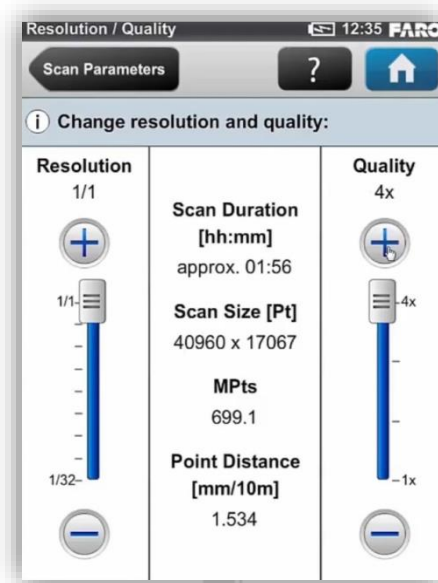 Resolution / Quality 12:35 FARO
Scan Parameters ?
i Change resolution and quality:
Resolution
1/1
1/1
1/32
Scan Duration
[hh:mm]
approx. 01:56
Scan Size [Pt]
40960 x 17067
MPts
699.1
Point Distance
[mm/10m]
1.534
Quality
4x
4x
1x